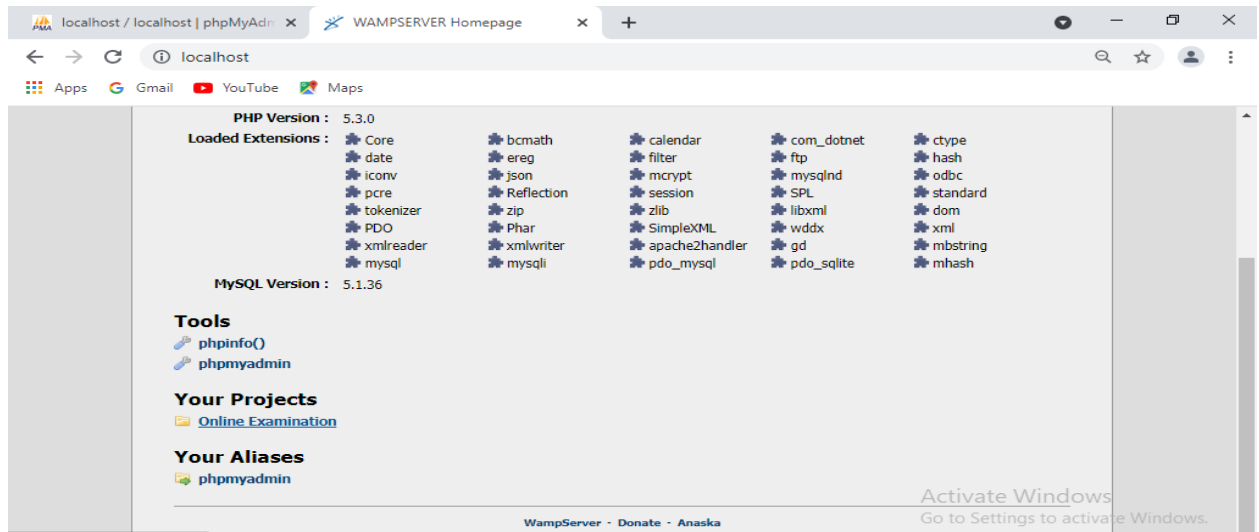 localhost / localhost | phpMyAdn
WAMPSERVER Homepage
localhost
Apps
Gmail
YouTube
Maps
PHP Version : 5.3.0
Loaded Extensions : Core bcmath calendar com_dotnet ctype
date ereg filter ftp hash
iconv json mcrypt mysqlnd odbc
pcre Reflection session SPL standard
tokenizer zip zlib libxml dom
PDO Phar SimpleXML wddx xml
xmlreader xmlwriter apache2handler gd mbstring
mysql mysqli pdo_mysql pdo_sqlite mhash
MySQL Version : 5.1.36
Tools
phpinfo()
phpmyadmin
Your Projects
Online Examination
Your Aliases
phpmyadmin
WampServer - Donate - Anaska
Activate Windows
Go to Settings to activate Windows.